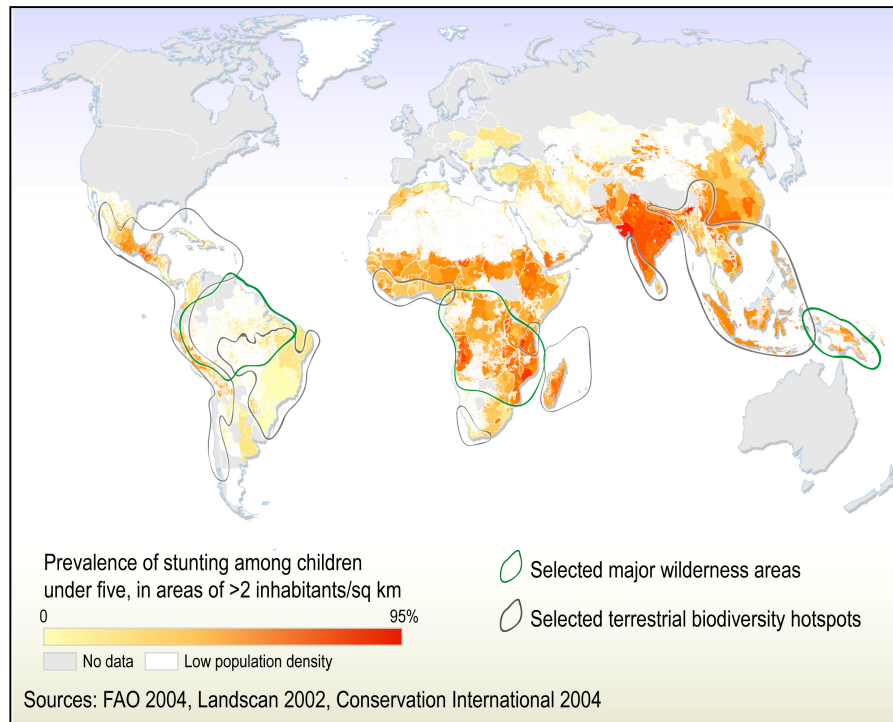 Prevalence of stunting among children
under five, in areas of >2 inhabitants/sq km
0 95%
No data Low population density
Selected major wilderness areas
Selected terrestrial biodiversity hotspots
Sources: FAO 2004, Landscan 2002, Conservation International 2004